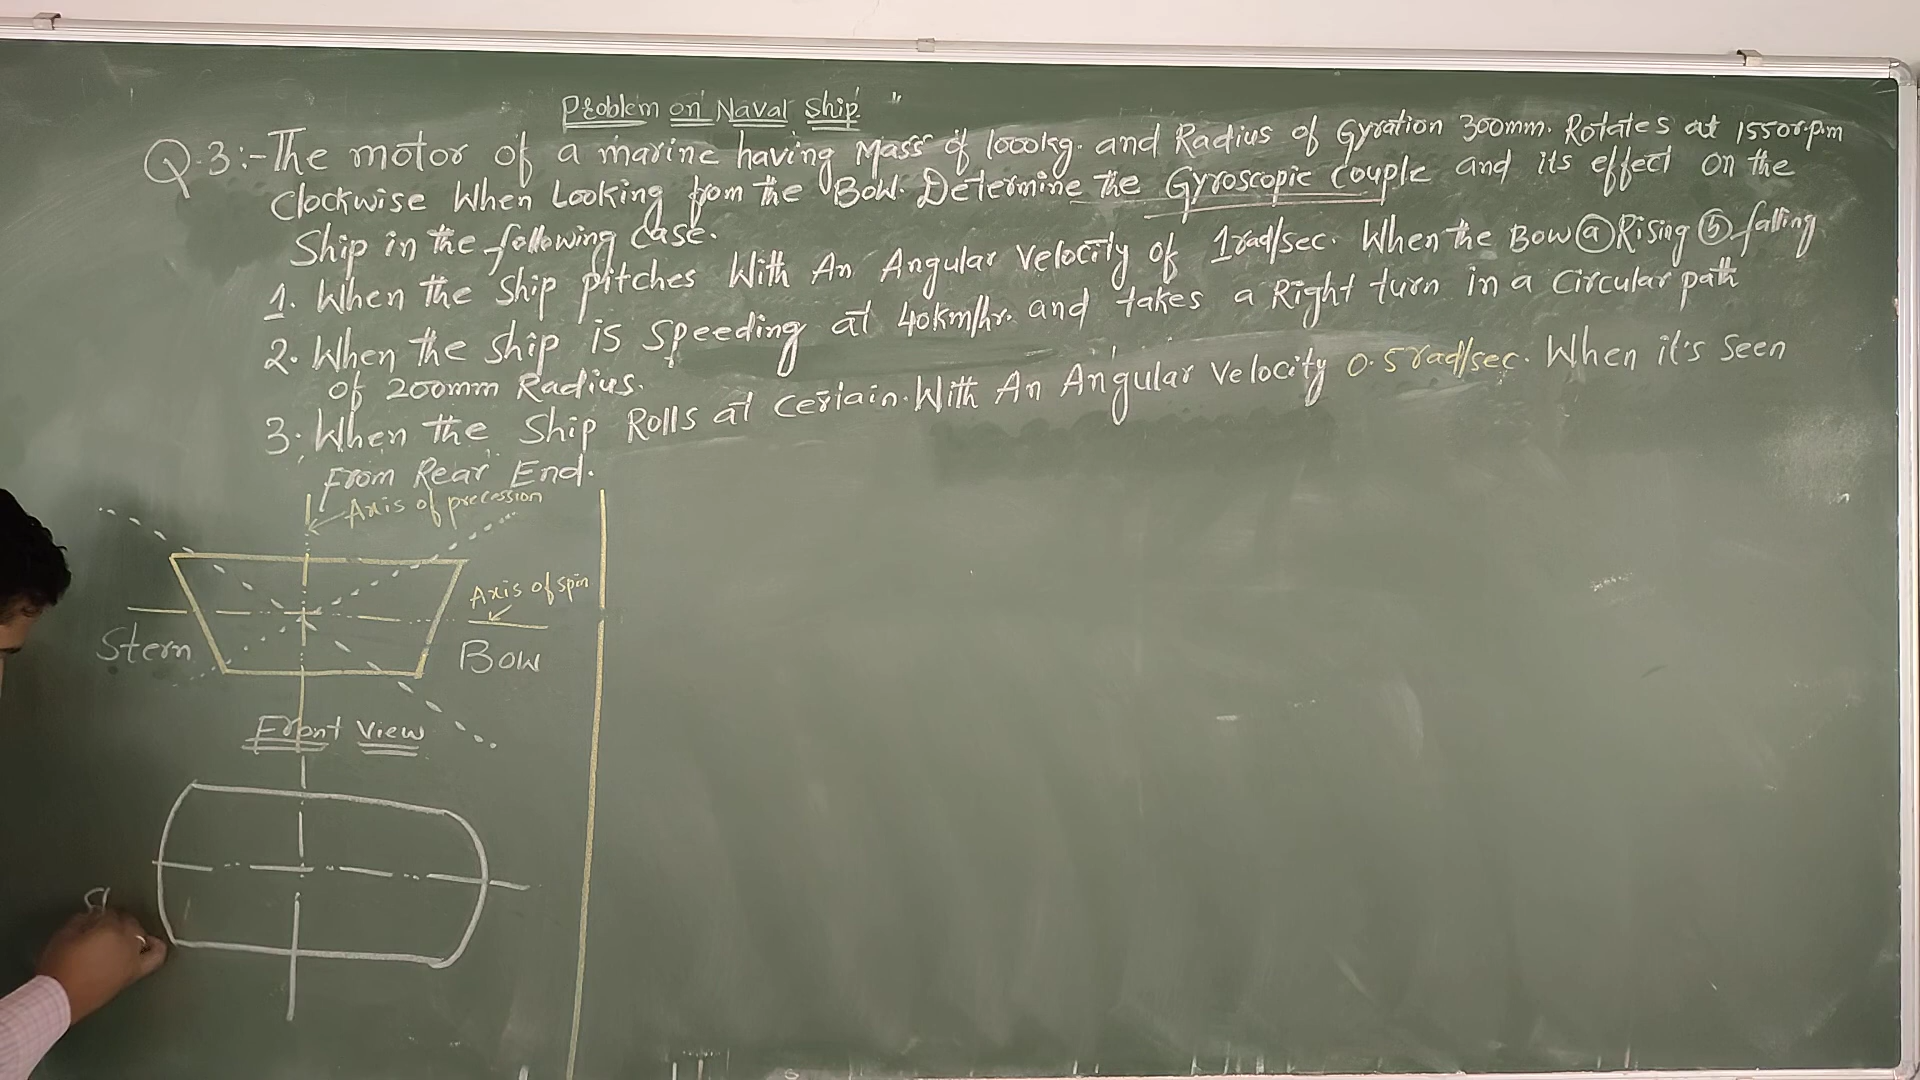 Problem on Naval Ship "
Q.3:- The motor of a marine having Mass of 1000kg. and Radius of Gyration 300mm. Rotates at 1550r.p.m
Clockwise When Looking from the Bow. Determine the Gyroscopic Couple and its effect on the
Ship in the following case.
1. When the Ship pitches With An Angular Velocity of 1rad/sec. When the Bow ⓐ Rising ⓑ falling
2. When the ship is speeding at 40km/hr. and takes a Right turn in a Circular path
of 200mm Radius.
3. When the Ship Rolls at Certain. With An Angular Velocity 0.5 rad/sec. When it's seen
From Rear End.
Axis of precession
Axis of spin
Stern
Bow
Front View